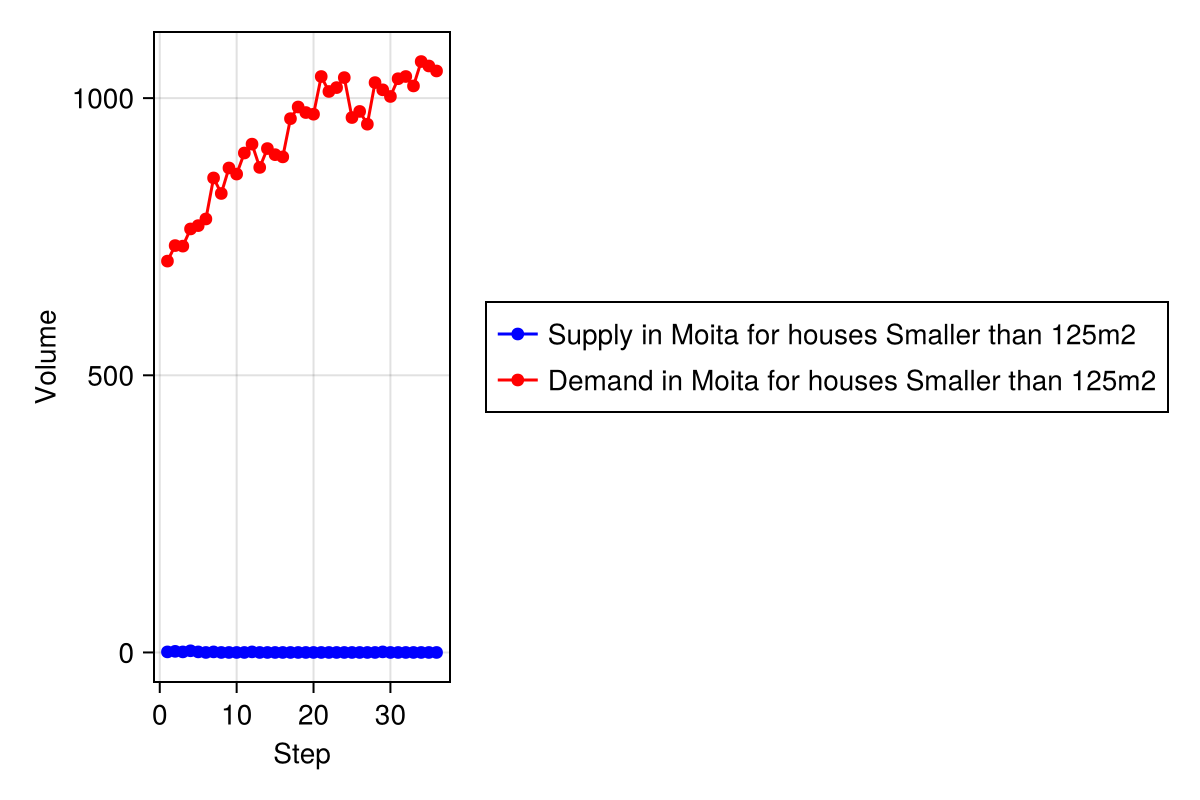 1000
500
0
Volume
0 10 20 30
Step
Supply in Moita for houses Smaller than 125m2
Demand in Moita for houses Smaller than 125m2